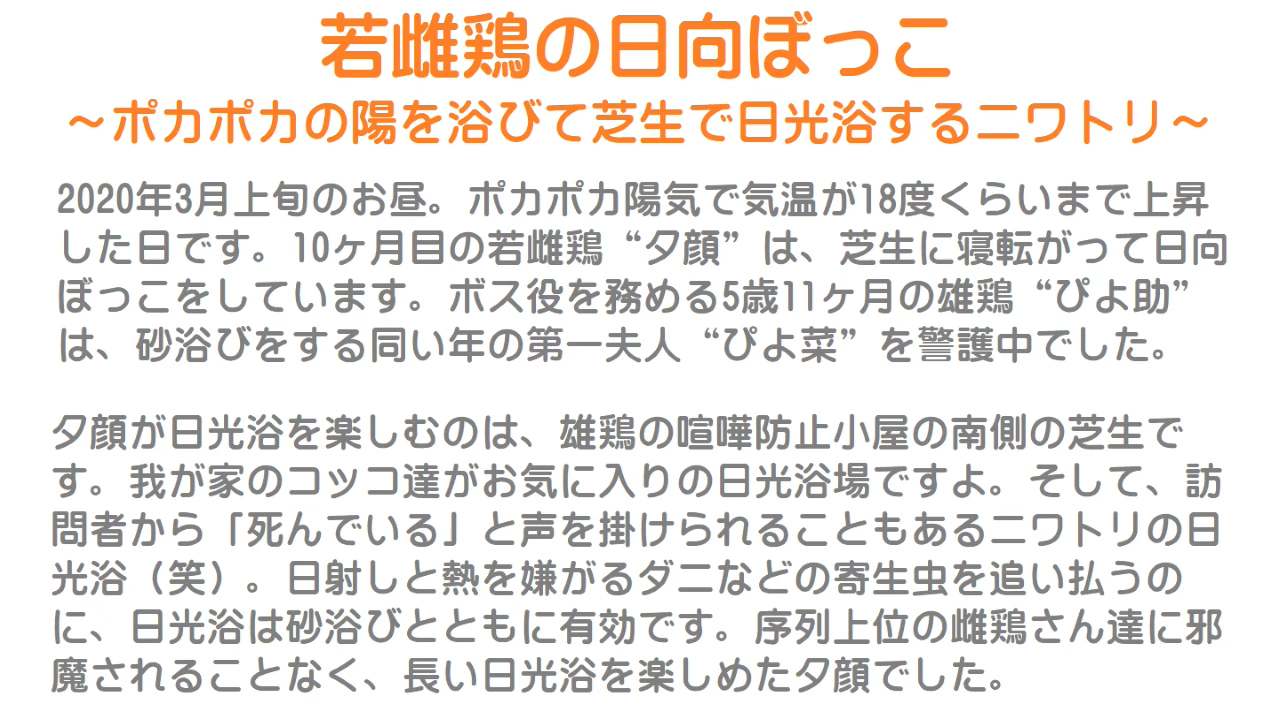 若雌鶏の日向ぼっこ
～ポカポカの陽を浴びて芝生で日光浴するニワトリ～
2020年3月上旬のお昼。ポカポカ陽気で気温が18度くらいまで上昇
した日です。10ヶ月目の若雌鶏“夕顔”は、芝生に寝転がって日向
ぼっこをしています。ボス役を務める5歳11ヶ月の雄鶏“ぴよ助”
は、砂浴びをする同い年の第一夫人“ぴよ菜”を警護中でした。
夕顔が日光浴を楽しむのは、雄鶏の喧嘩防止小屋の南側の芝生で
す。我が家のコッコ達がお気に入りの日光浴場ですよ。そして、訪
問者から「死んでいる」と声を掛けられることもあるニワトリの日
光浴（笑）。日射しと熱を嫌がるダニなどの寄生虫を追い払うの
に、日光浴は砂浴びとともに有効です。序列上位の雌鶏さん達に邪
魔されることなく、長い日光浴を楽しめた夕顔でした。